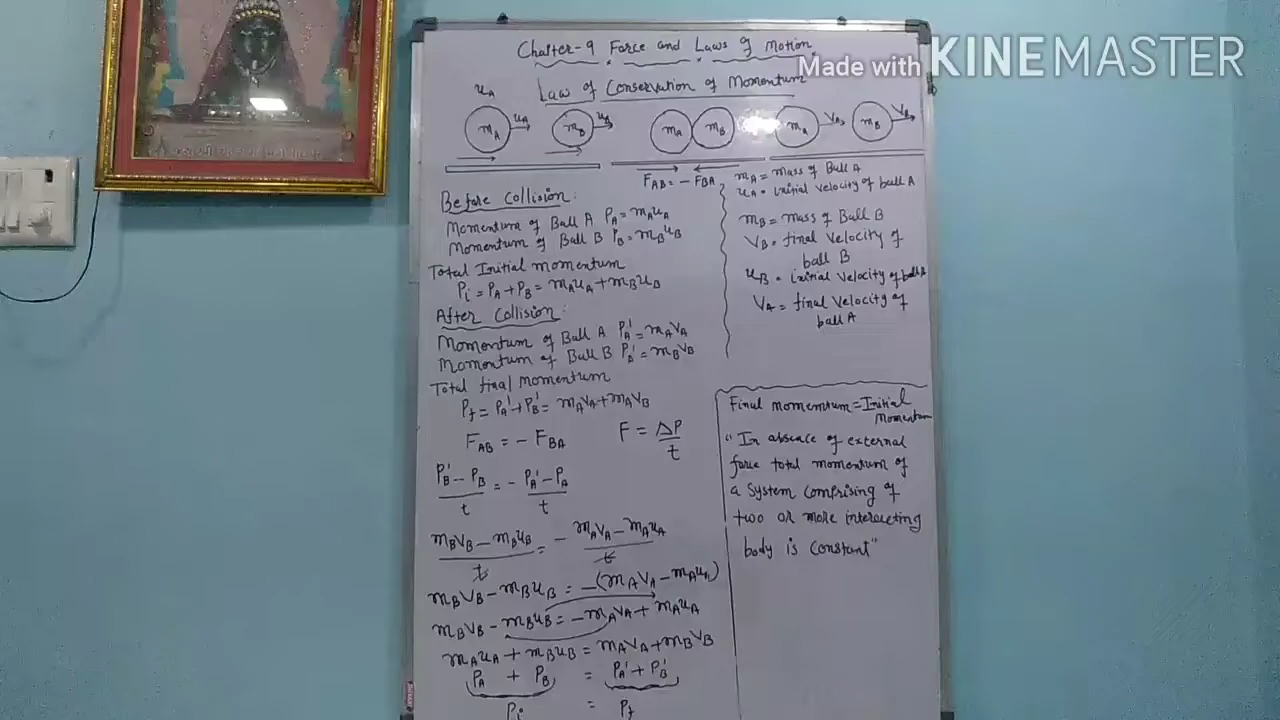 Chapter-9 Force and Laws of Motion.
Made with KINEMASTER
Law of Conservation of Momentum
uA
mA uA mB uB mA mB mA VA mB VB
FAB = - FBA
mA = mass of Ball A
uA = initial velocity of ball A
mB = mass of Ball B
VB = final velocity of
ball B
uB = initial velocity of ball B
VA = final velocity of
ball A
Before Collision:
Momentum of Ball A PA = mAuA
Momentum of Ball B PB = mBuB
Total Initial momentum
Pi = PA + PB = mAuA + mBuB
After Collision:
Momentum of Ball A P'A = mAVA
Momentum of Ball B P'B = mBVB
Total final momentum
Pf = P'A + P'B = mAVA + mAVB
FAB = - FBA F = ΔP/t
P'B - PB / t = - P'A - PA / t
mBVB - mBuB / t = - mAVA - mAuA / t
mBVB - mBuB = -(mAVA - mAuA)
mBVB - mBuB = -mAVA + mAuA
mAuA + mBuB = mAVA + mBVB
PA + PB = P'A + P'B
Pi = Pf
Final momentum = Initial
Momentum
"In absence of external
force total momentum of
a System comprising of
two or more interecting
body is constant"